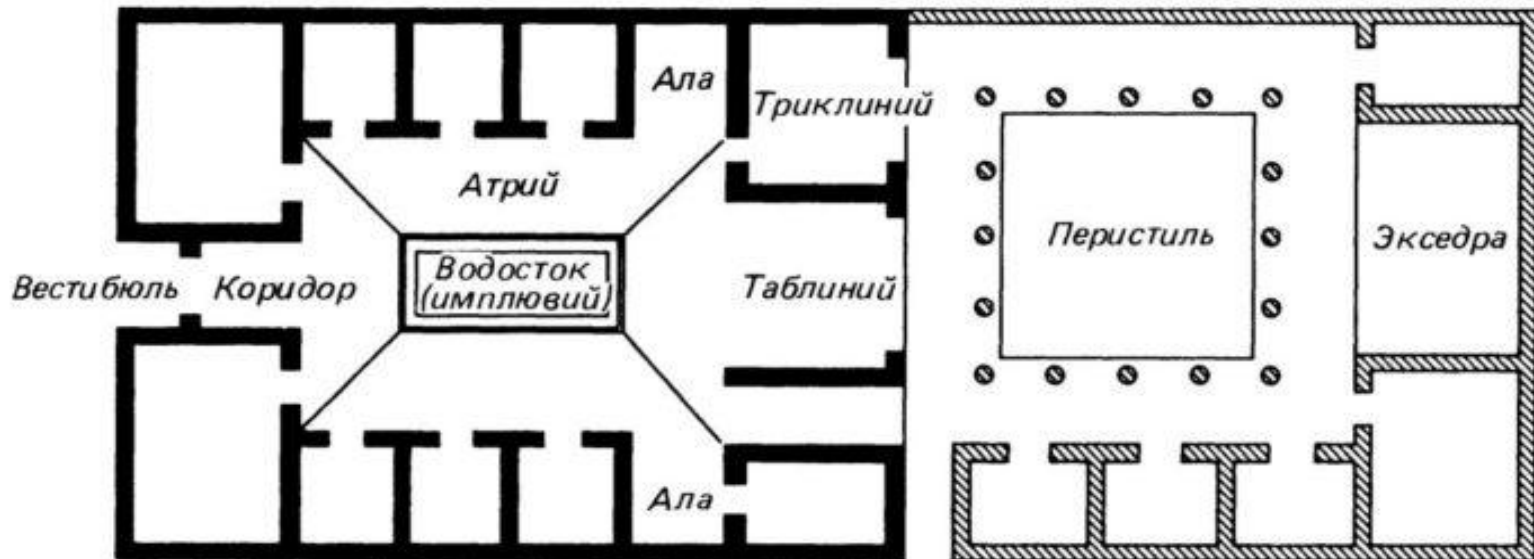 Ала
Триклиний
Атрий
Вестибюль
Коридор
Водосток
(имплювий)
Таблиний
Перистиль
Экседра
Ала